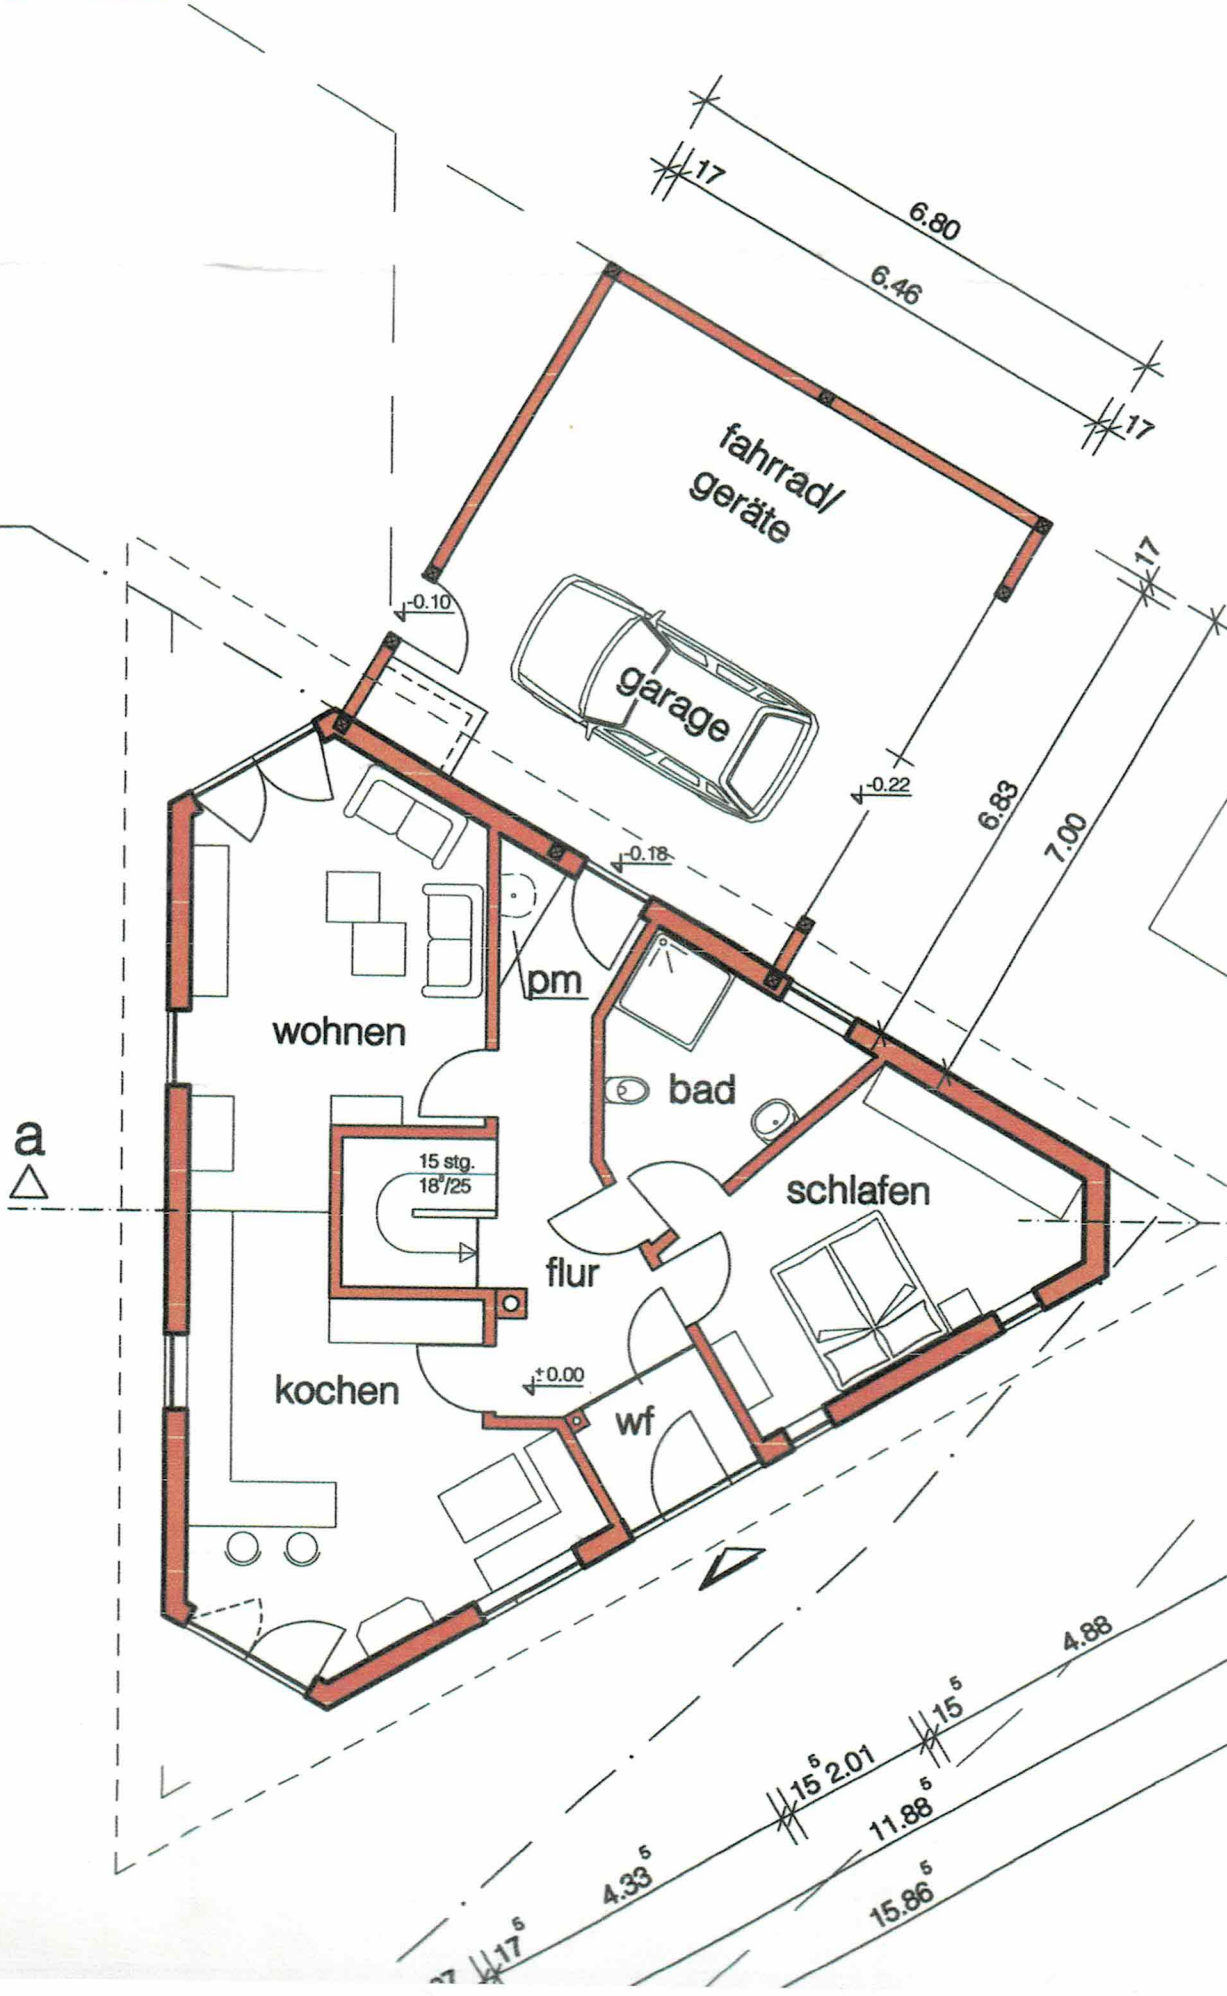 6.80
17
6.46
17
fahrrad/
geräte
17
-0.10
garage
-0.22
6.83
7.00
-0.18
pm
wohnen
bad
a
15 stg.
18⁸/25
schlafen
flur
kochen
±0.00
wf
4.88
15⁵
15⁵ 2.01
11.88⁵
4.33⁵
15.86⁵
17⁵